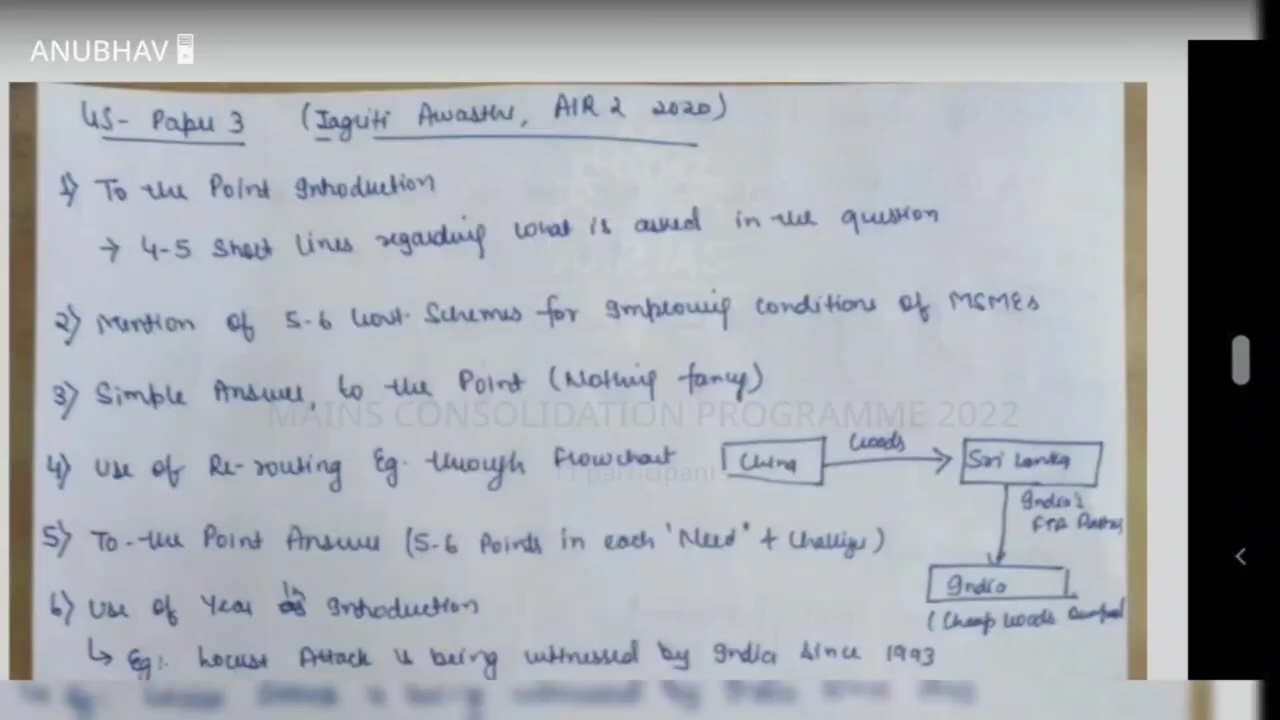 ANUBHAV
GS- Paper 3 (Jagriti Awasthi, AIR 2 2020)
1) To the Point Introduction
→ 4-5 Short lines regarding what is asked in the question
2) Mention of 5-6 Govt. Schemes for Improving conditions of MSMEs
3) Simple Answer, to the Point (Nothing fancy)
MAINS CONSOLIDATION PROGRAMME 2022
4) Use of Re-routing Eg. through Flowchart
China
Goods
Sri Lanka
11 participants
India's
FTA Partner
5) To-the Point Answer (5-6 Points in each "Need" + Challenge)
India
(Cheap Goods Dumped
6) Use of Year in Introduction
↳ Eg:. Locust Attack is being witnessed by India since 1993